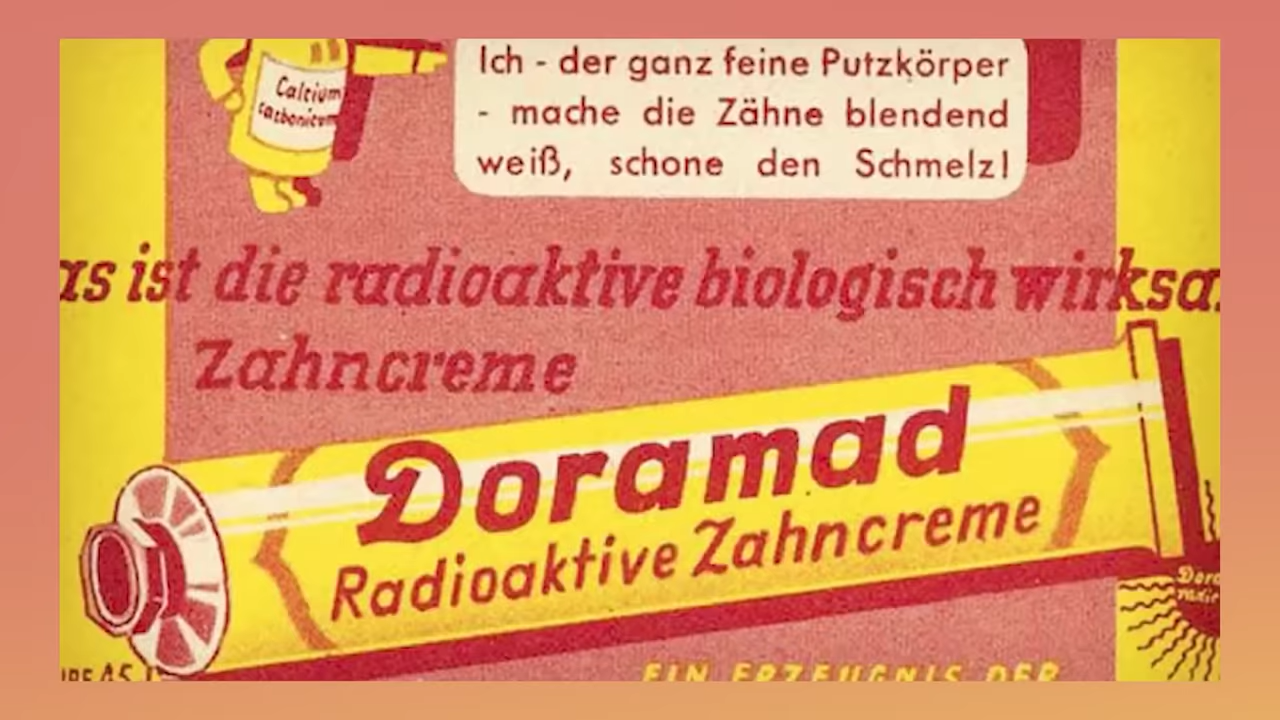 Calcium
carbonicum
Ich - der ganz feine Putzkörper
- mache die Zähne blendend
weiß, schone den Schmelz!
as ist die radioaktive biologisch wirksa
Zahncreme
Doramad
Radioaktive Zahncreme
EIN ERZEUGNIS DER